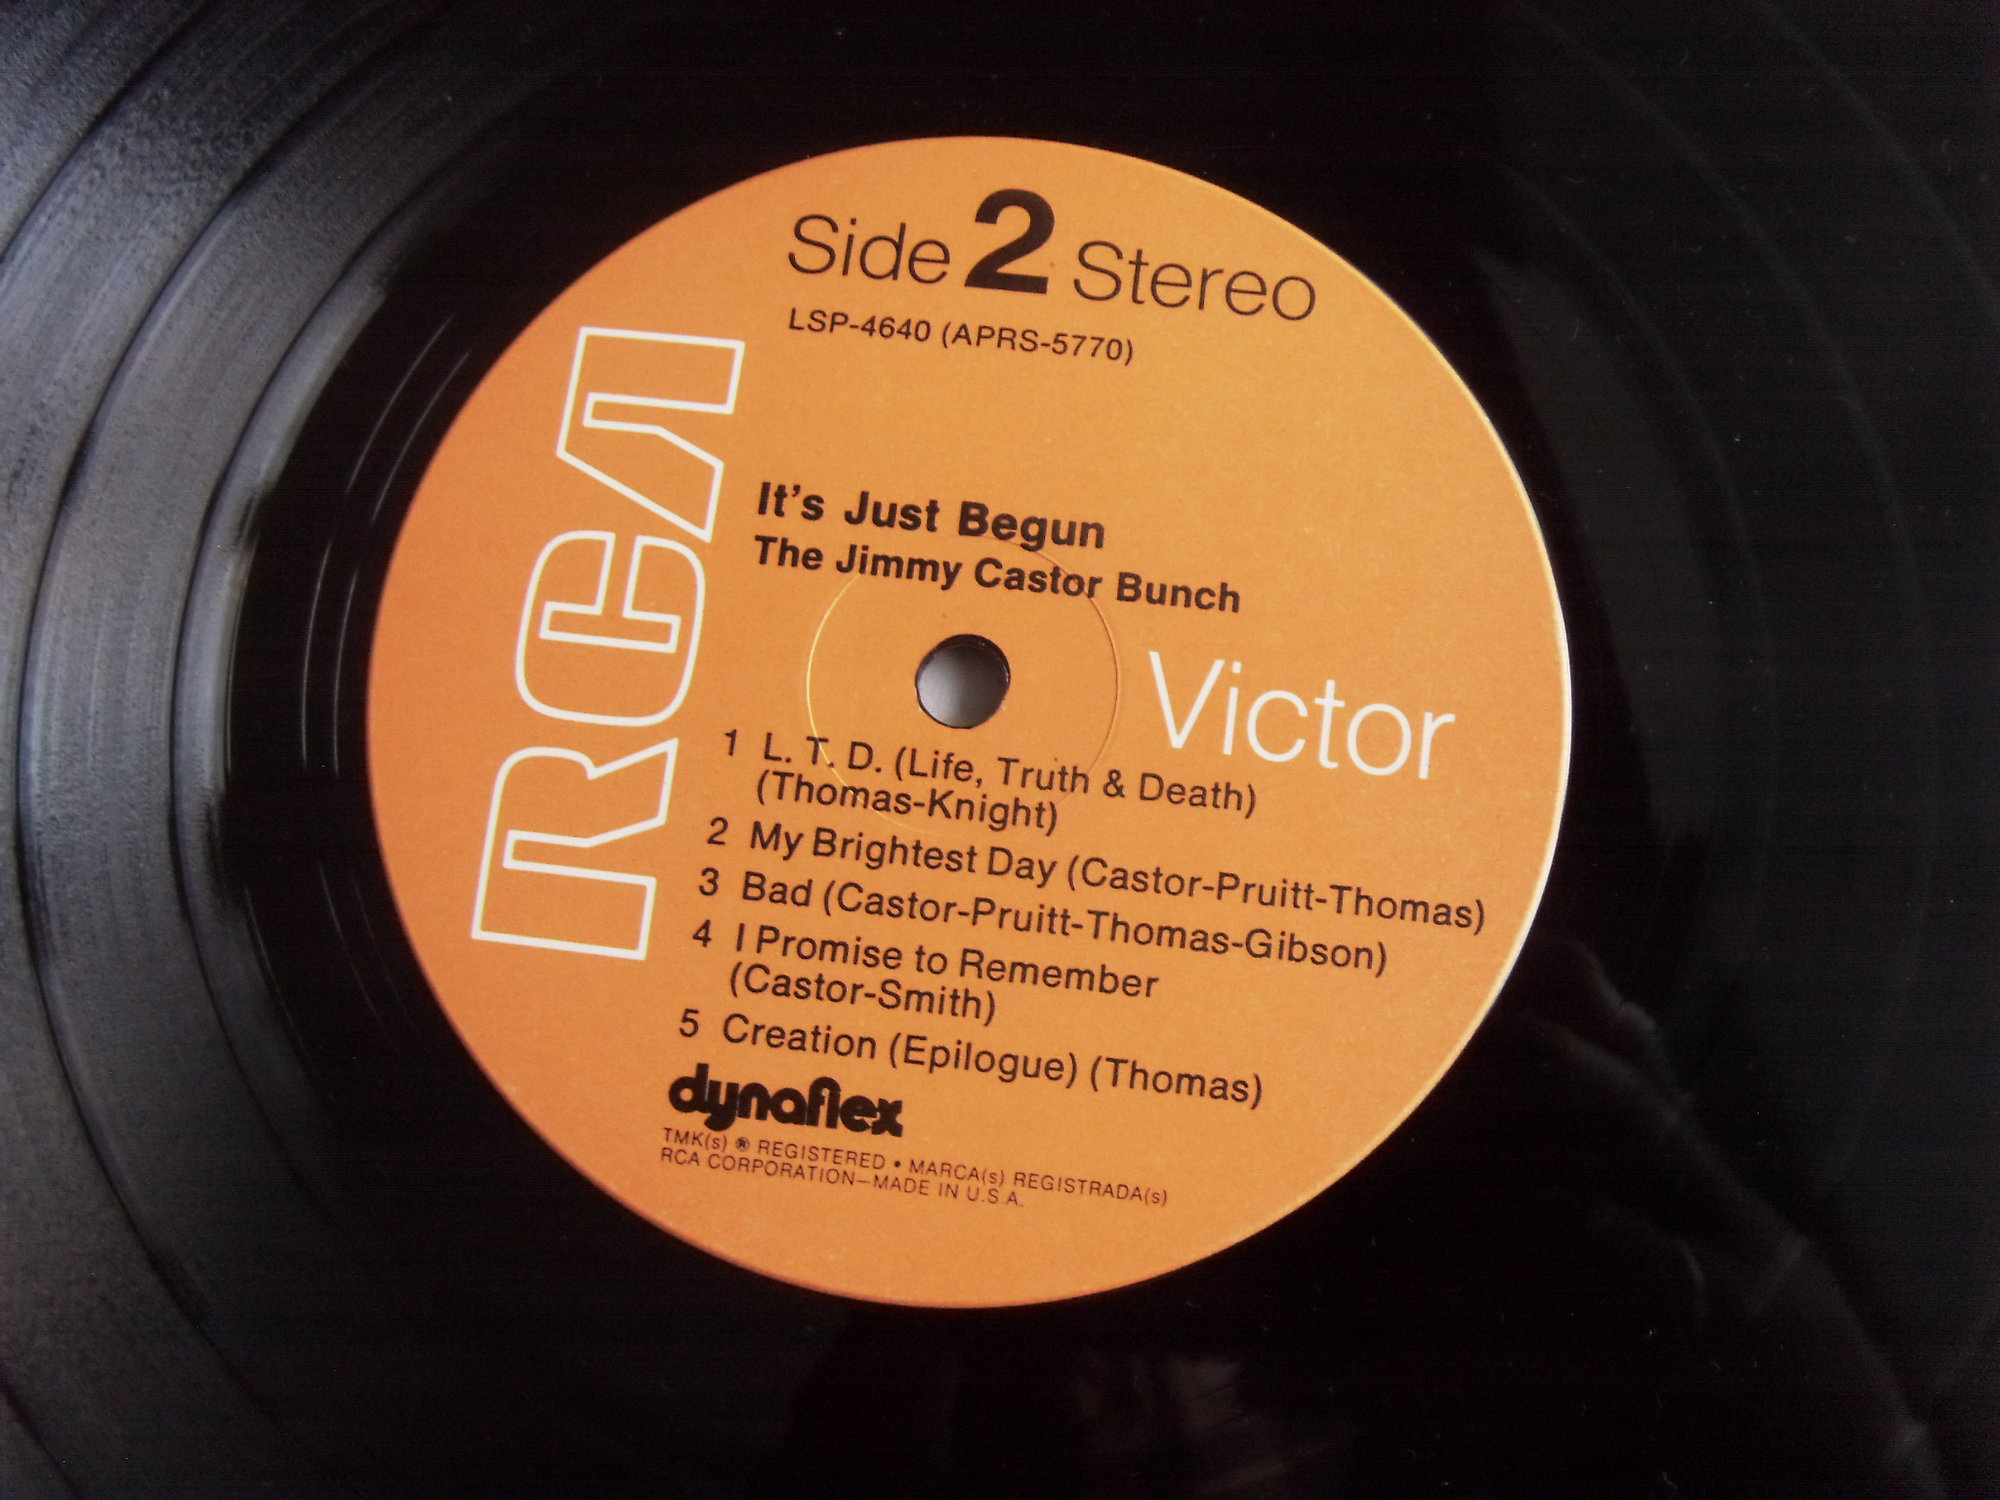 Side 2 Stereo
LSP-4640 (APRS-5770)
RCA
It's Just Begun
The Jimmy Castor Bunch
Victor
1 L. T. D. (Life, Truth & Death)
(Thomas-Knight)
2 My Brightest Day (Castor-Pruitt-Thomas)
3 Bad (Castor-Pruitt-Thomas-Gibson)
4 I Promise to Remember
(Castor-Smith)
5 Creation (Epilogue) (Thomas)
dynaflex
TMK(s) ® REGISTERED • MARCA(s) REGISTRADA(s)
RCA CORPORATION—MADE IN U.S.A.